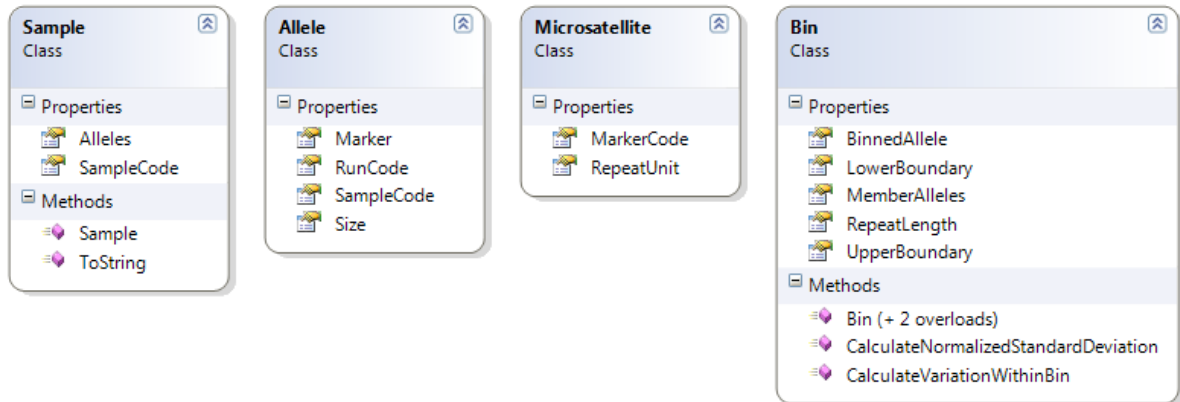 Sample
Class
Properties
Alleles
SampleCode
Methods
Sample
ToString
Allele
Class
Properties
Marker
RunCode
SampleCode
Size
Microsatellite
Class
Properties
MarkerCode
RepeatUnit
Bin
Class
Properties
BinnedAllele
LowerBoundary
MemberAlleles
RepeatLength
UpperBoundary
Methods
Bin (+ 2 overloads)
CalculateNormalizedStandardDeviation
CalculateVariationWithinBin